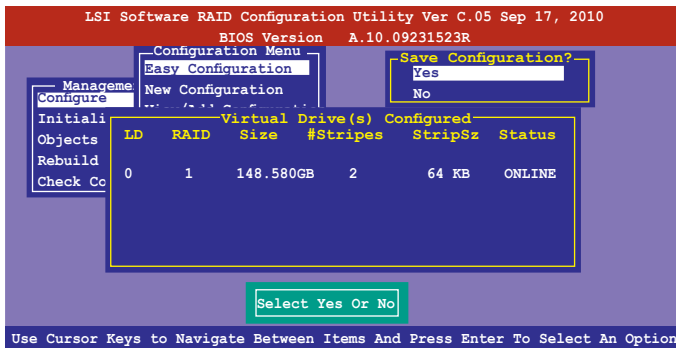 LSI Software RAID Configuration Utility Ver C.05 Sep 17, 2010
BIOS Version A.10.09231523R
Configuration Menu
Easy Configuration
New Configuration
Save Configuration?
Yes
No
Configure
Initiali
Objects
Rebuild
Check Co
Virtual Drive(s) Configured
LD RAID Size #Stripes StripSz Status
0 1 148.580GB 2 64 KB ONLINE
Select Yes Or No
Use Cursor Keys to Navigate Between Items And Press Enter To Select An Option